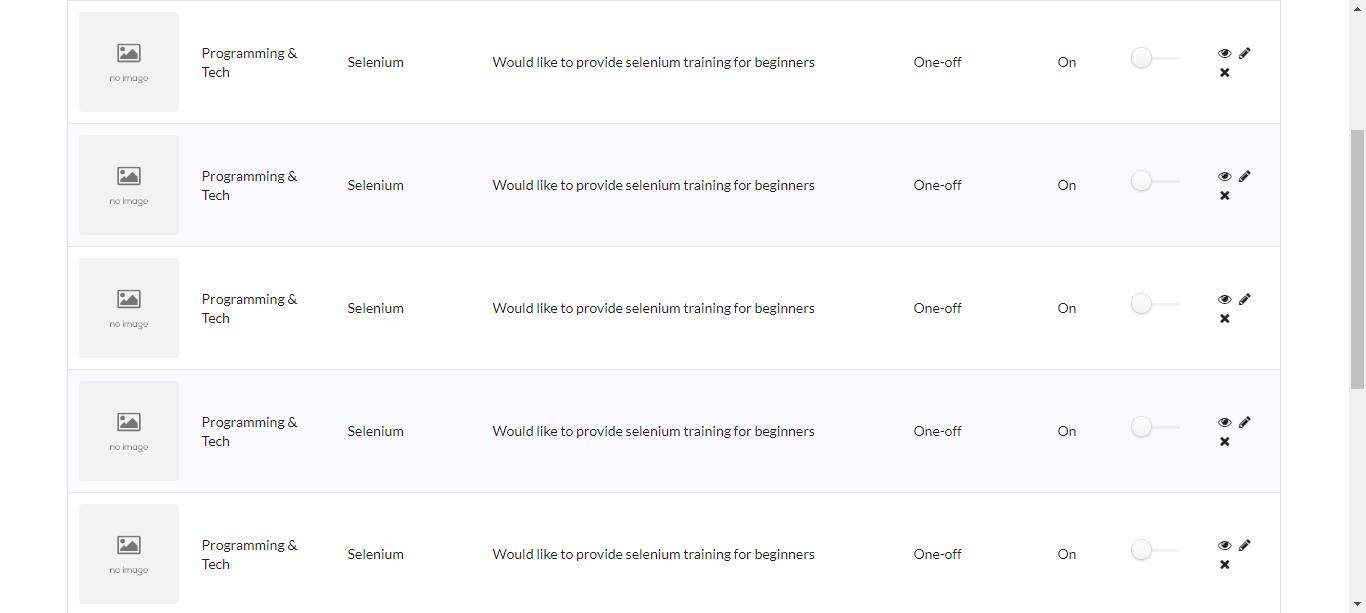 no image
Programming &
Tech
Selenium
Would like to provide selenium training for beginners
One-off
On
no image
Programming &
Tech
Selenium
Would like to provide selenium training for beginners
One-off
On
no image
Programming &
Tech
Selenium
Would like to provide selenium training for beginners
One-off
On
no image
Programming &
Tech
Selenium
Would like to provide selenium training for beginners
One-off
On
no image
Programming &
Tech
Selenium
Would like to provide selenium training for beginners
One-off
On